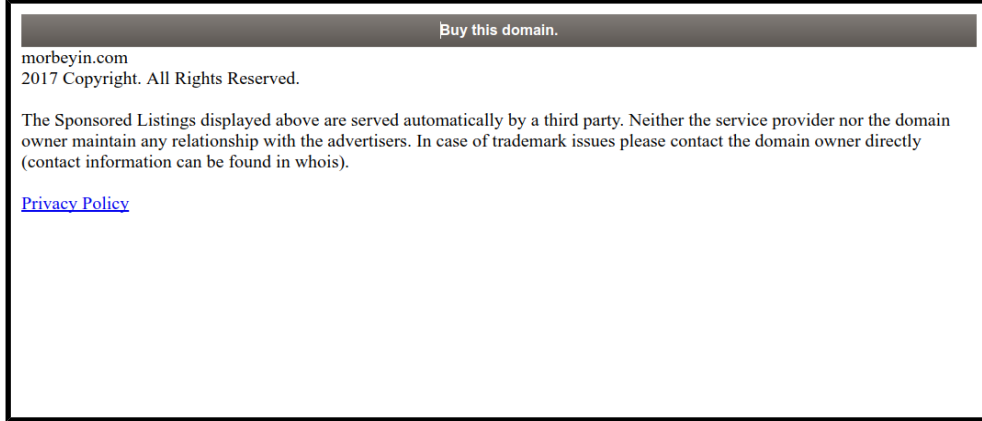 Buy this domain.
morbeyin.com
2017 Copyright. All Rights Reserved.
The Sponsored Listings displayed above are served automatically by a third party. Neither the service provider nor the domain
owner maintain any relationship with the advertisers. In case of trademark issues please contact the domain owner directly
(contact information can be found in whois).
Privacy Policy